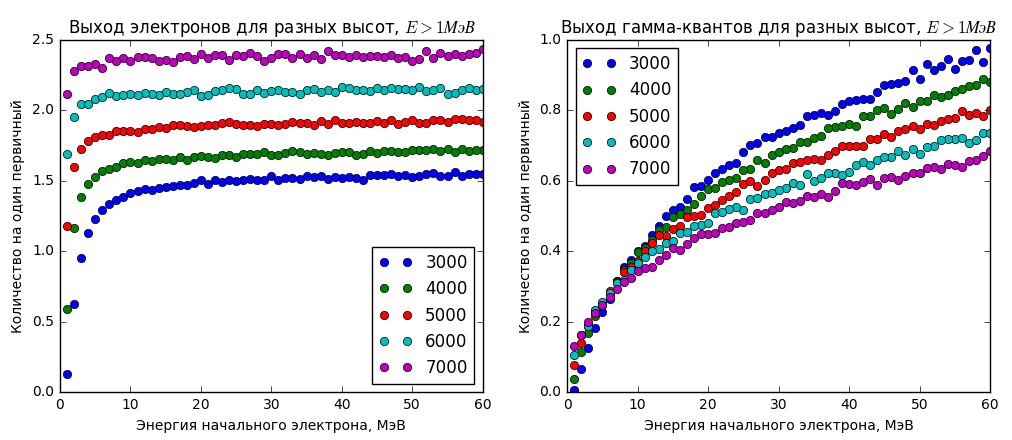 Выход электронов для разных высот, E > 1МэВ
Количество на один первичный
2.5
2.0
1.5
1.0
0.5
0.0
3000
4000
5000
6000
7000
0 10 20 30 40 50 60
Энергия начального электрона, МэВ
Выход гамма-квантов для разных высот, E > 1МэВ
Количество на один первичный
1.0
0.8
0.6
0.4
0.2
0.0
3000
4000
5000
6000
7000
0 10 20 30 40 50 60
Энергия начального электрона, МэВ